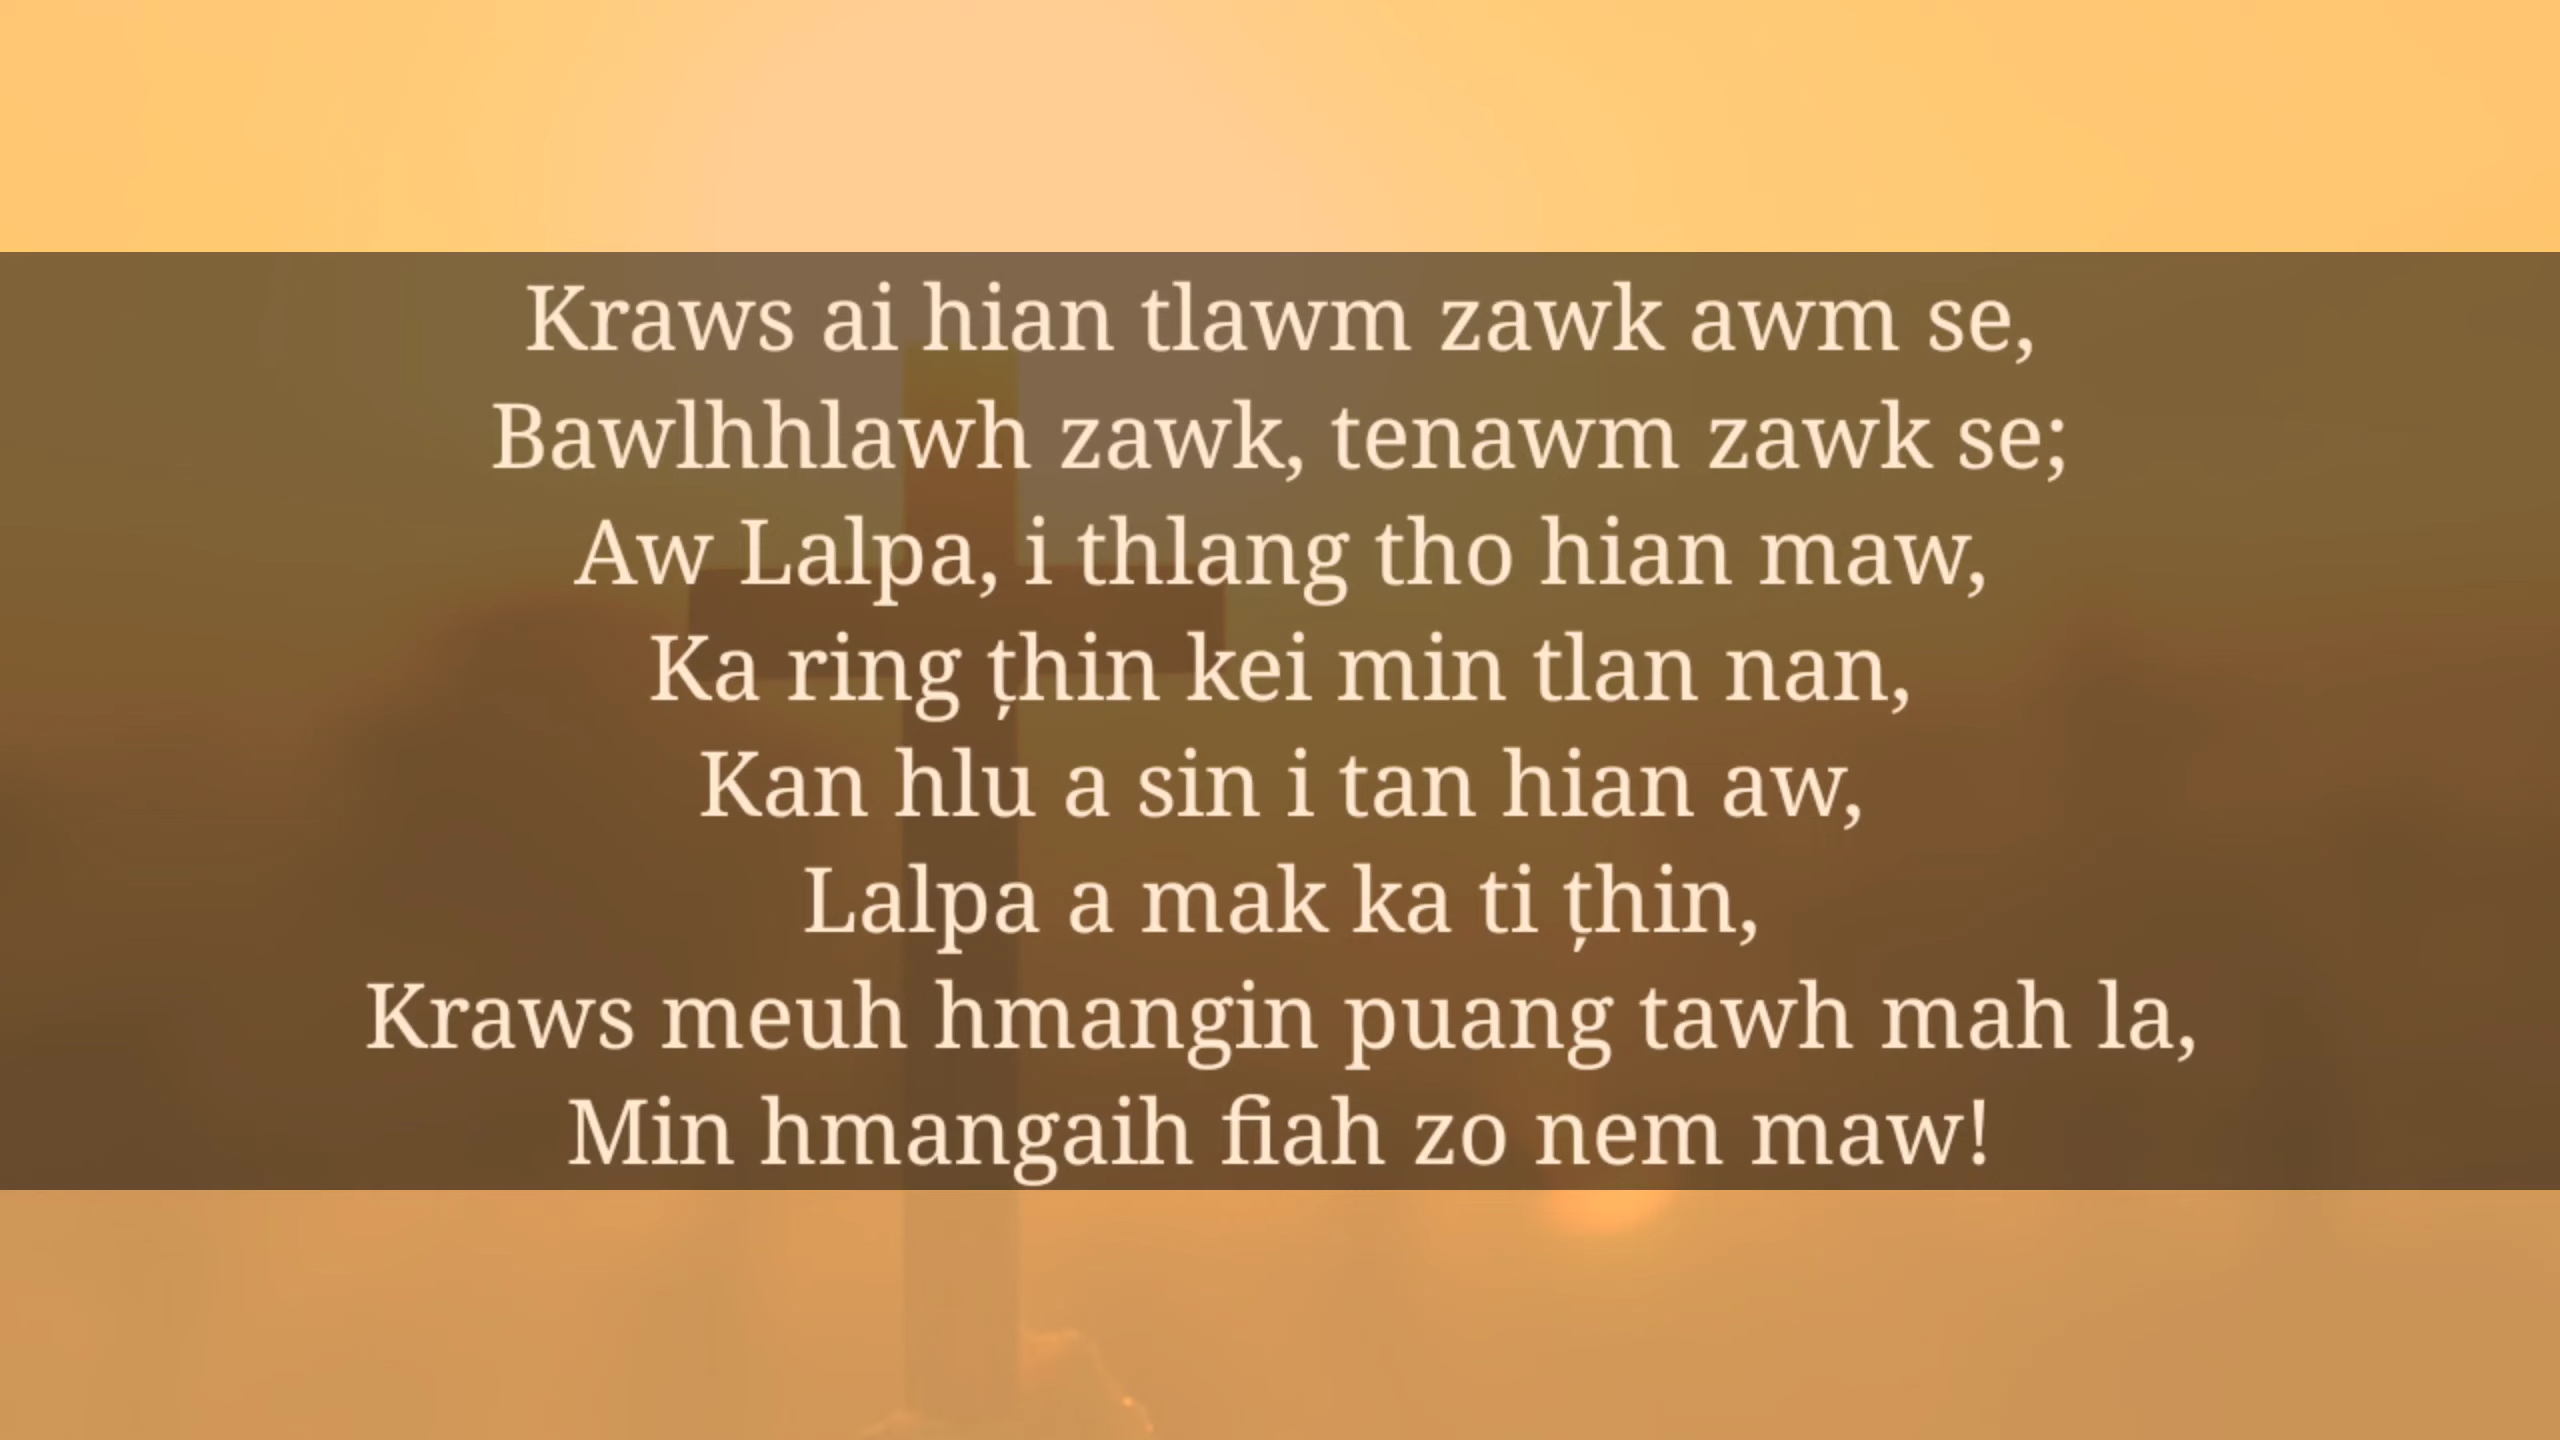 Kraws ai hian tlawm zawk awm se,
Bawlhhlawh zawk, tenawm zawk se;
Aw Lalpa, i thlang tho hian maw,
Ka ring ţhin kei min tlan nan,
Kan hlu a sin i tan hian aw,
Lalpa a mak ka ti ţhin,
Kraws meuh hmangin puang tawh mah la,
Min hmangaih fiah zo nem maw!